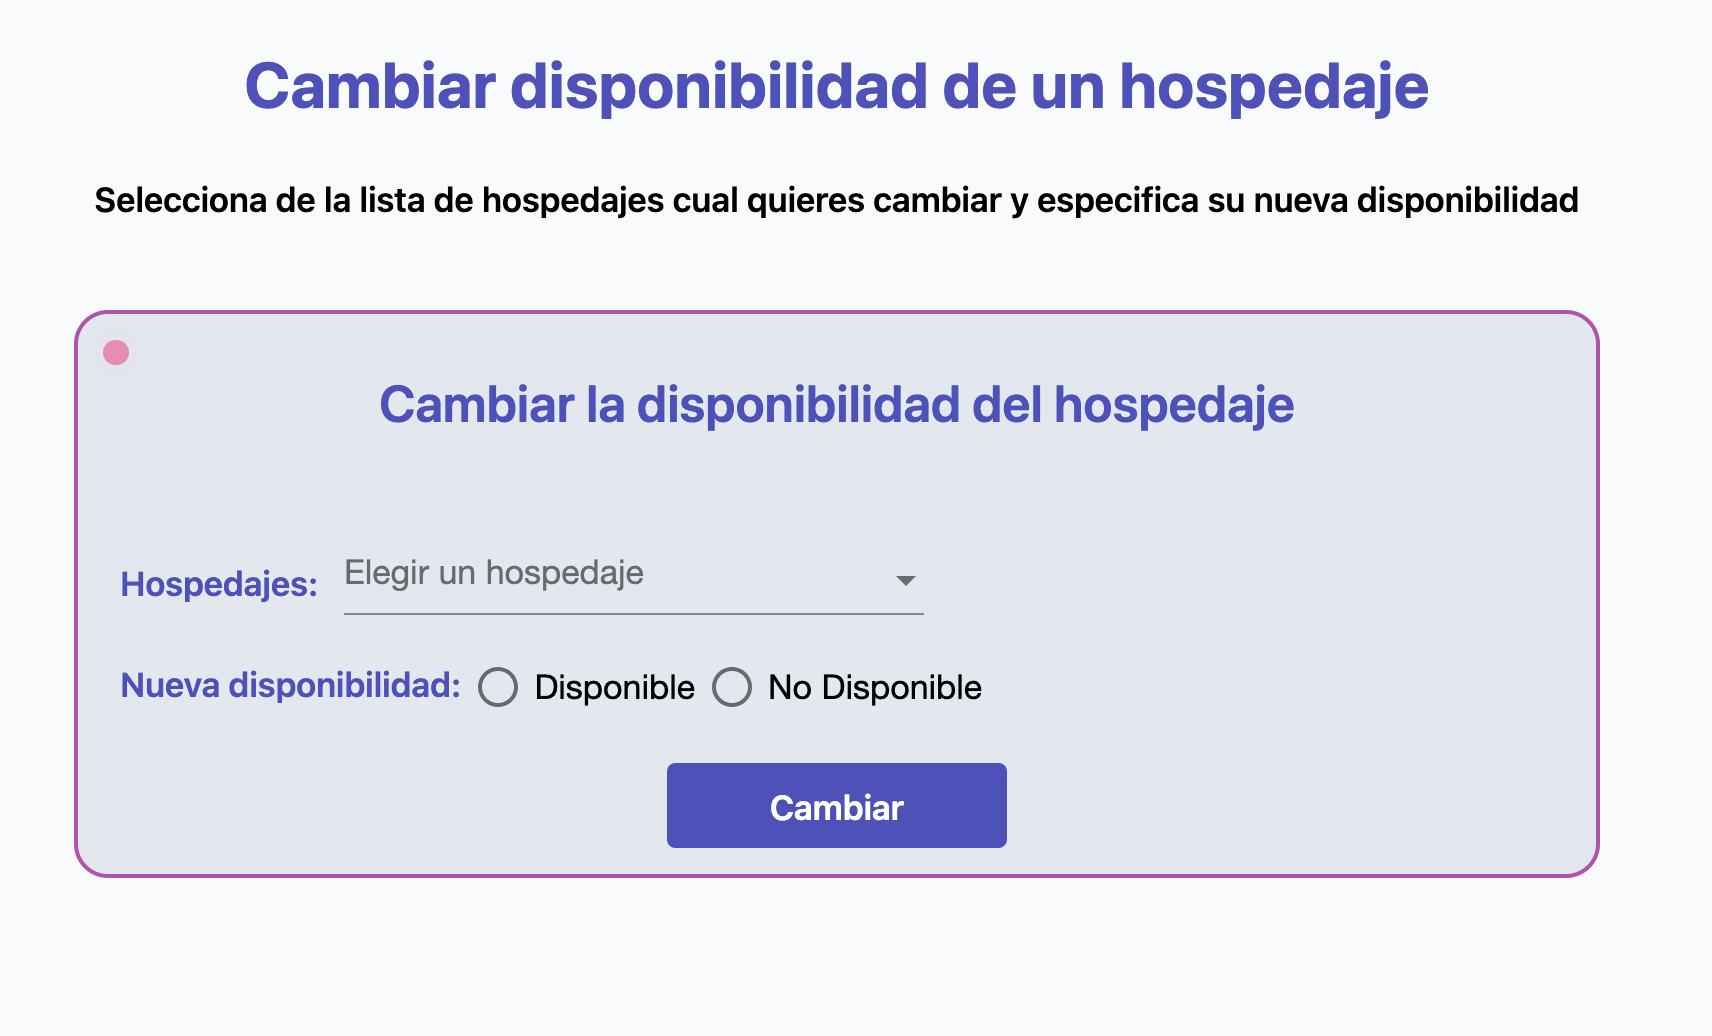 Cambiar disponibilidad de un hospedaje
Selecciona de la lista de hospedajes cual quieres cambiar y especifica su nueva disponibilidad
Cambiar la disponibilidad del hospedaje
Hospedajes: Elegir un hospedaje
Nueva disponibilidad: Disponible No Disponible
Cambiar